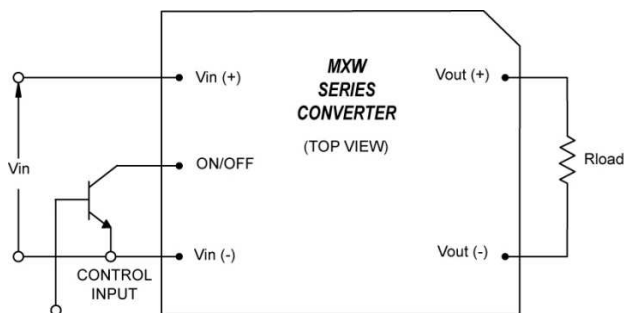 MXW
SERIES
CONVERTER
(TOP VIEW)
Vin (+)
Vout (+)
Vin
ON/OFF
Rload
Vin (-)
Vout (-)
CONTROL
INPUT